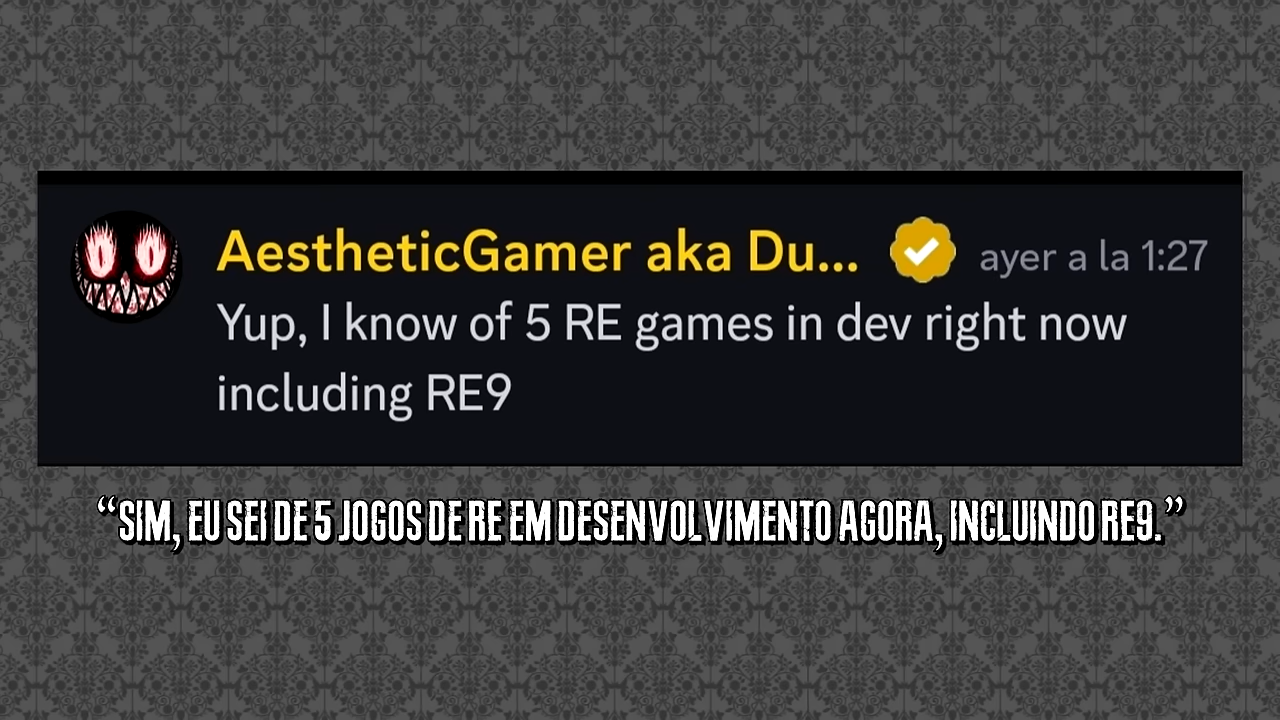 AestheticGamer aka Du... ayer a la 1:27
Yup, I know of 5 RE games in dev right now
including RE9
“SIM, EU SEI DE 5 JOGOS DE RE EM DESENVOLVIMENTO AGORA, INCLUINDO RE9.”